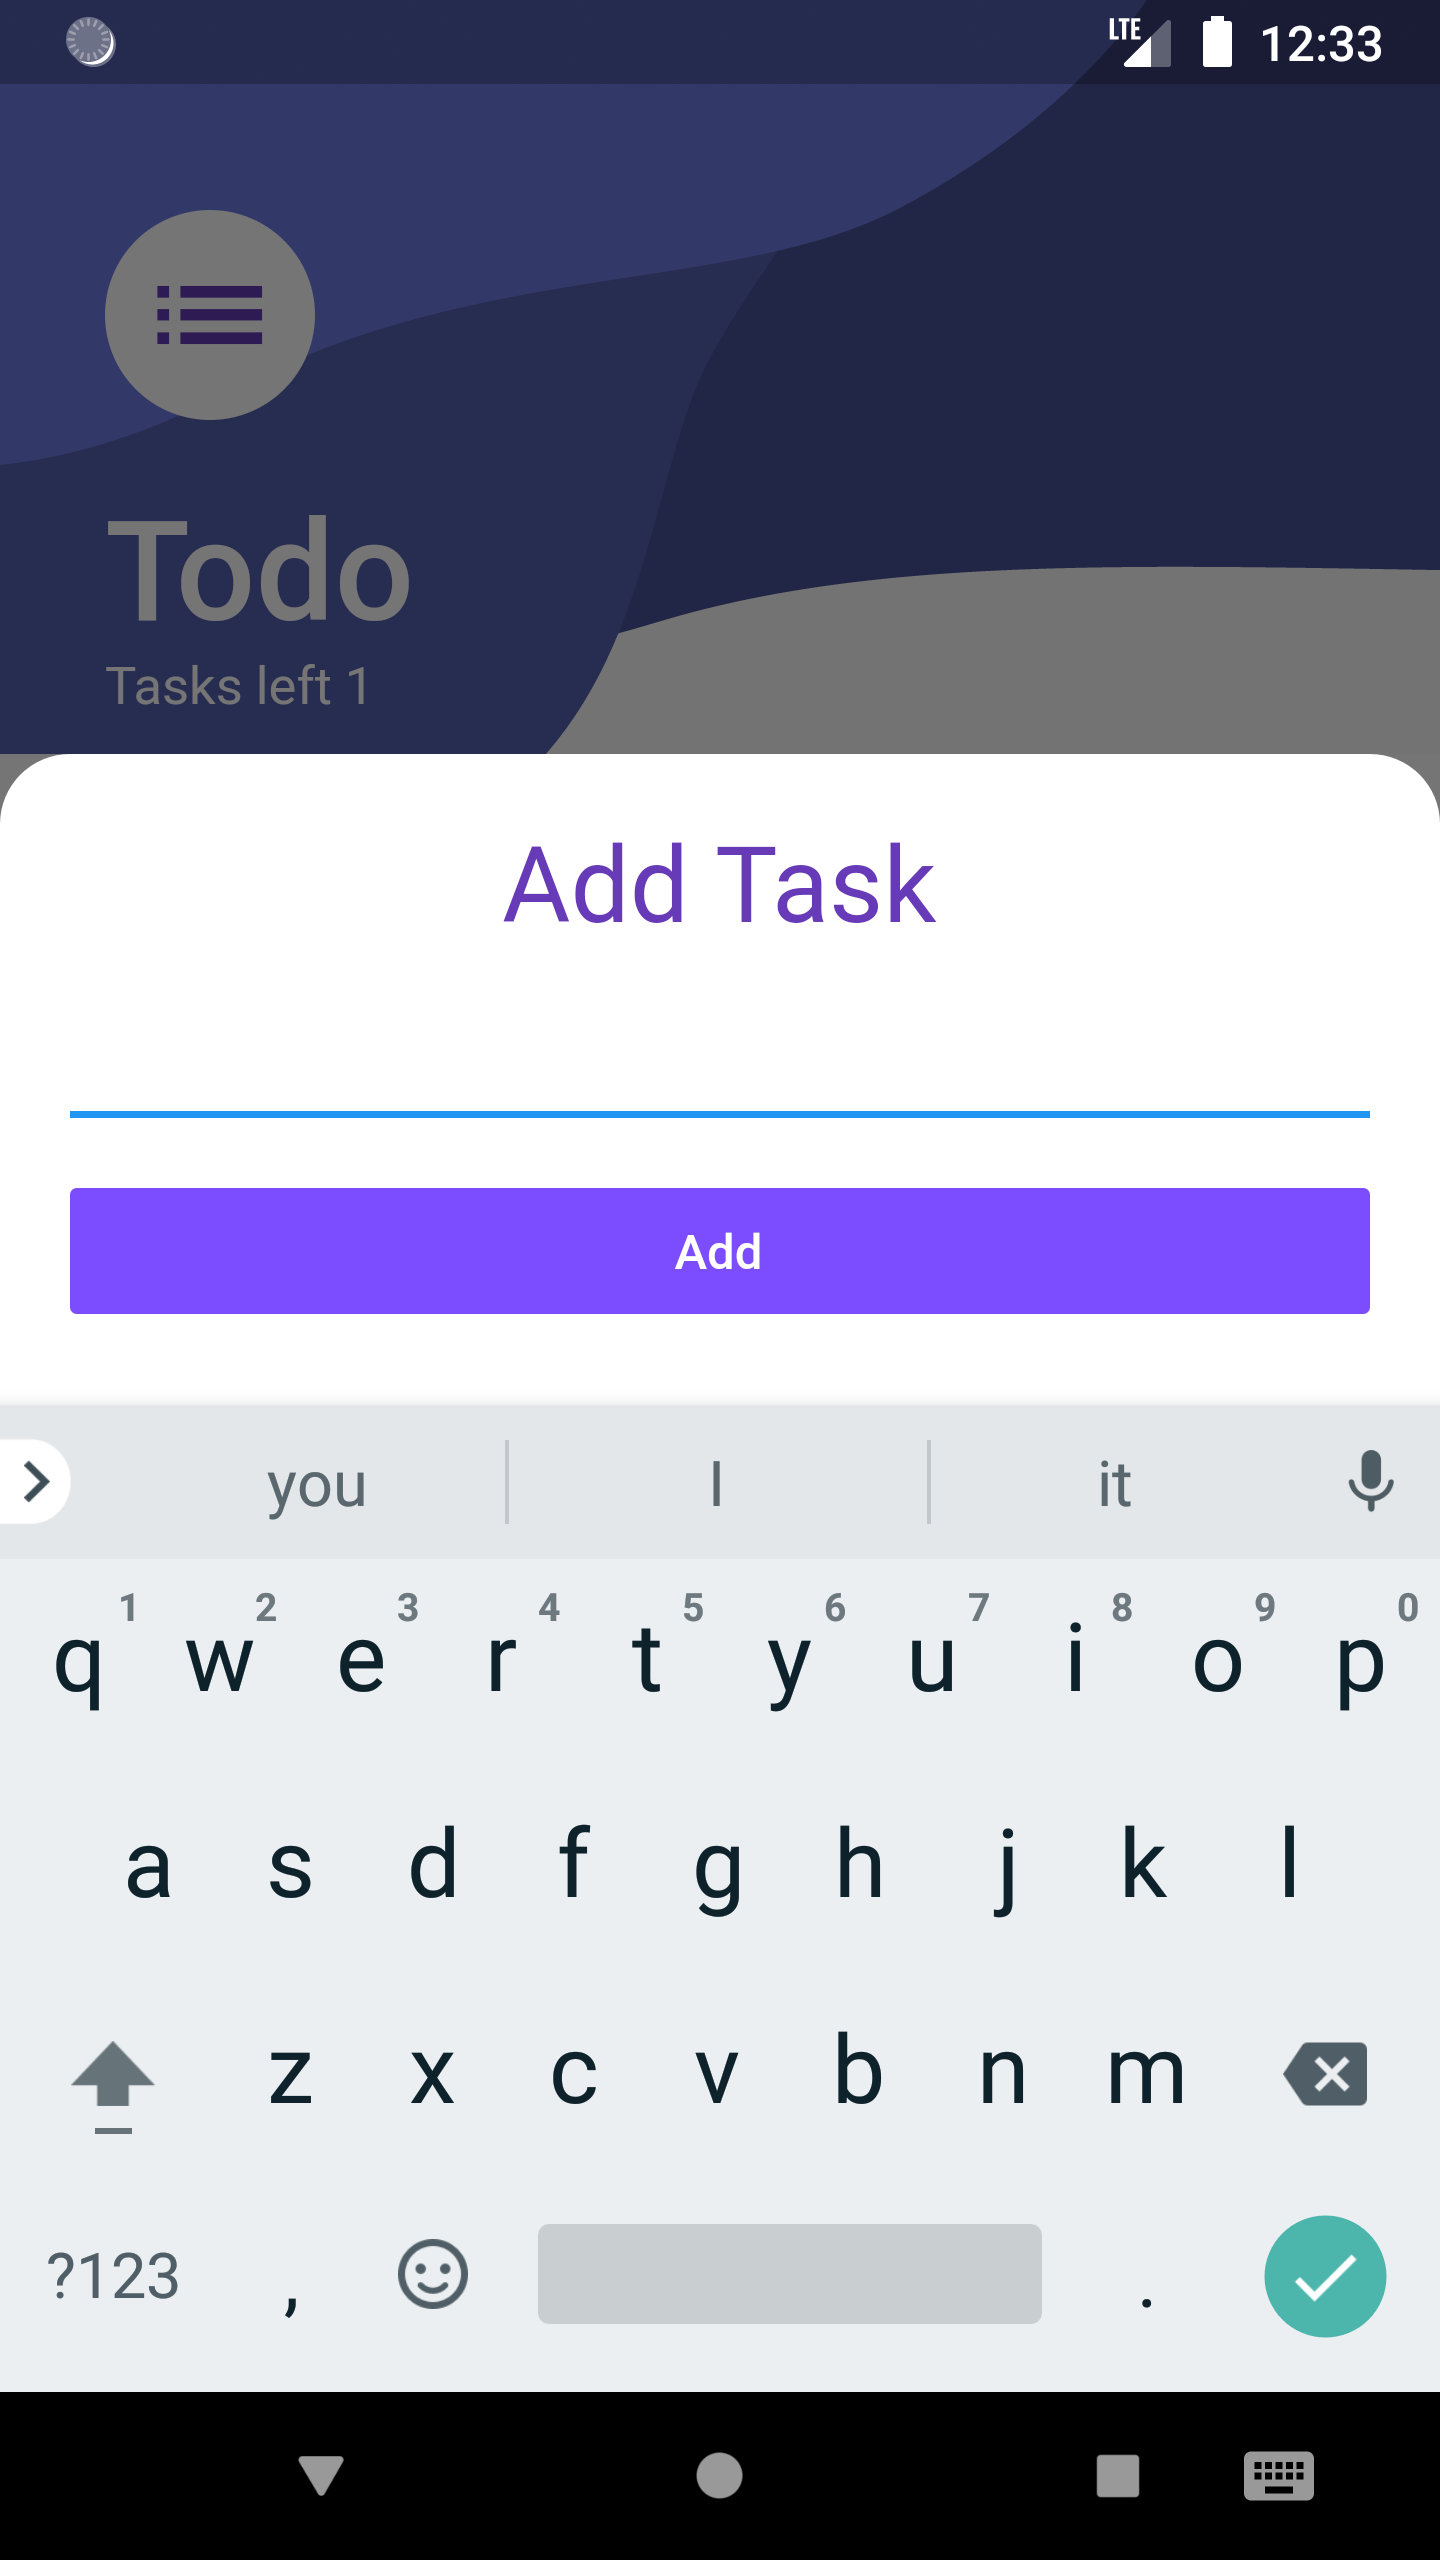 LTE 12:33
Todo
Tasks left 1
Add Task
Add
you I it
1 2 3 4 5 6 7 8 9 0
q w e r t y u i o p
a s d f g h j k l
z x c v b n m
?123 , .